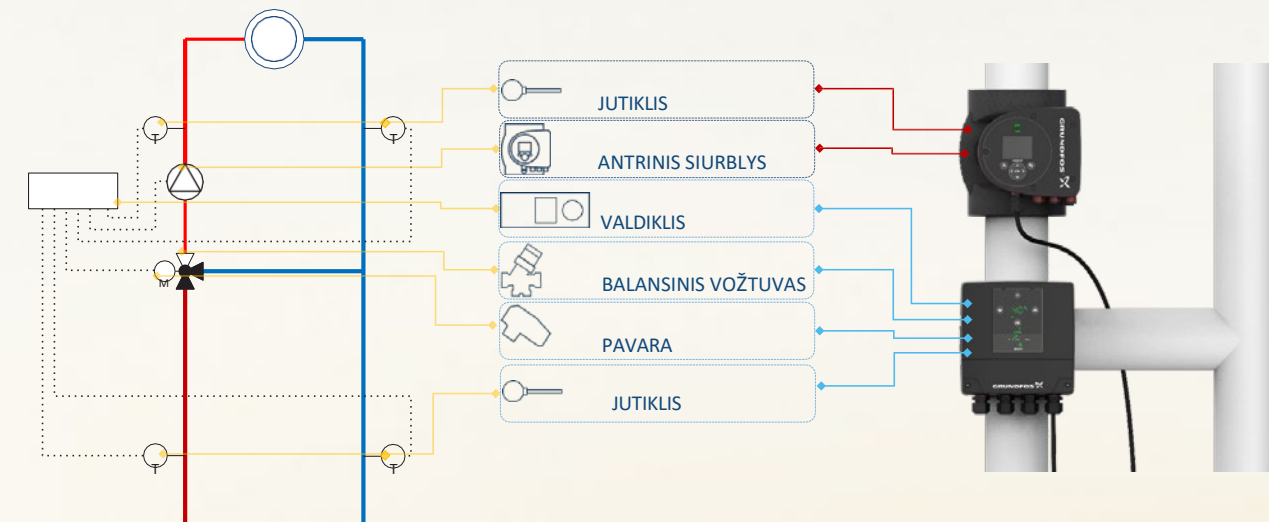 JUTIKLIS
T
T
ANTRINIS SIURBLYS
GRUNDFOS
VALDIKLIS
M
BALANSINIS VOŽTUVAS
PAVARA
GRUNDFOS
JUTIKLIS
T
T